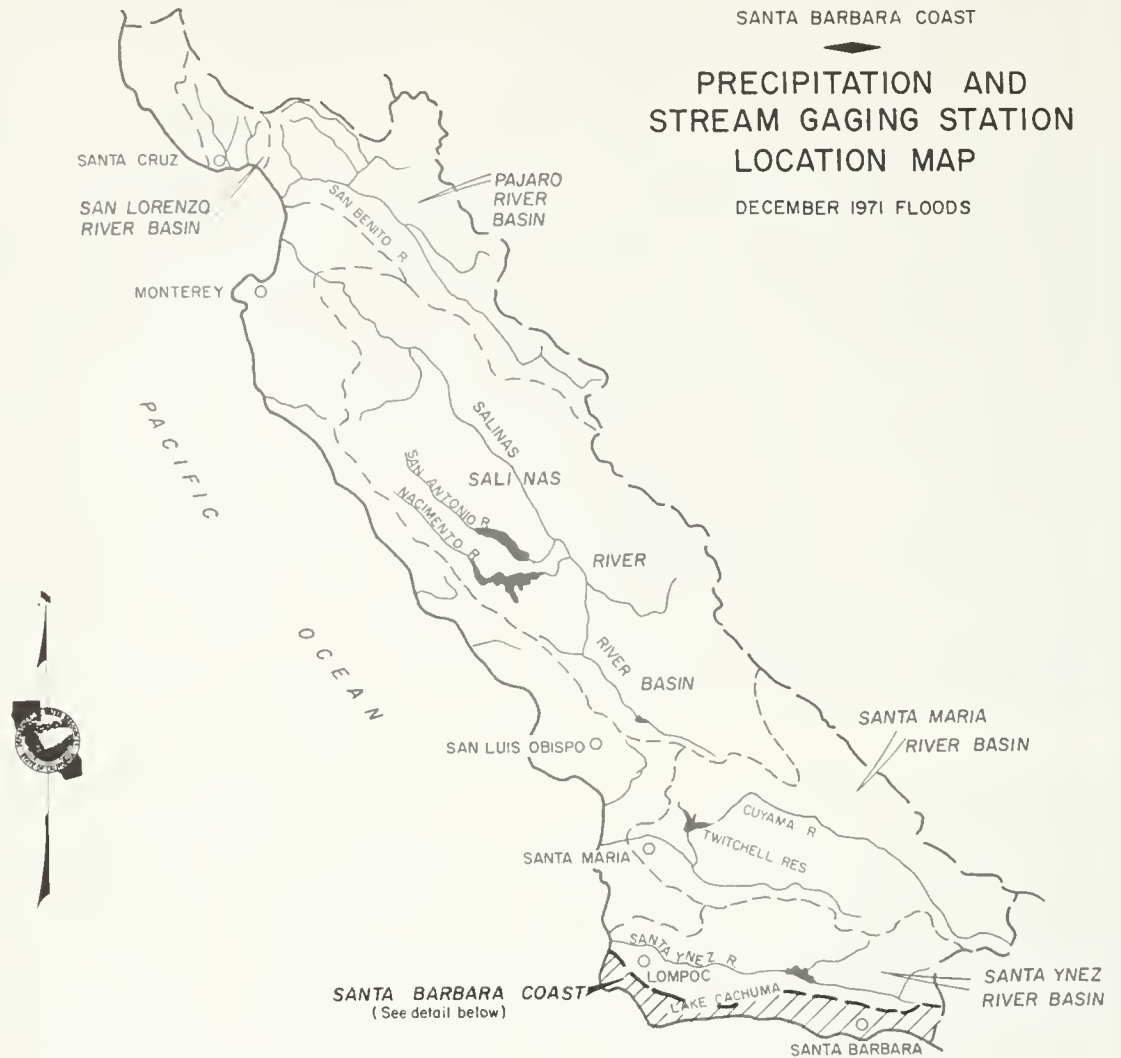 SANTA BARBARA COAST
PRECIPITATION AND
STREAM GAGING STATION
LOCATION MAP
DECEMBER 1971 FLOODS
SANTA CRUZ
SAN LORENZO
RIVER BASIN
PAJARO
RIVER
BASIN
SAN BENITO R
MONTEREY
PACIFIC
OCEAN
SALINAS
RIVER
SALINAS
RIVER
BASIN
SAN ANTONIO R
NACIMENTO R
SAN LUIS OBISPO
SANTA MARIA
RIVER BASIN
CUYAMA R
TWITCHELL RES
SANTA MARIA
SANTA YNEZ R
LOMPOC
LAKE CACHUMA
SANTA YNEZ
RIVER BASIN
SANTA BARBARA COAST
(See detail below)
SANTA BARBARA